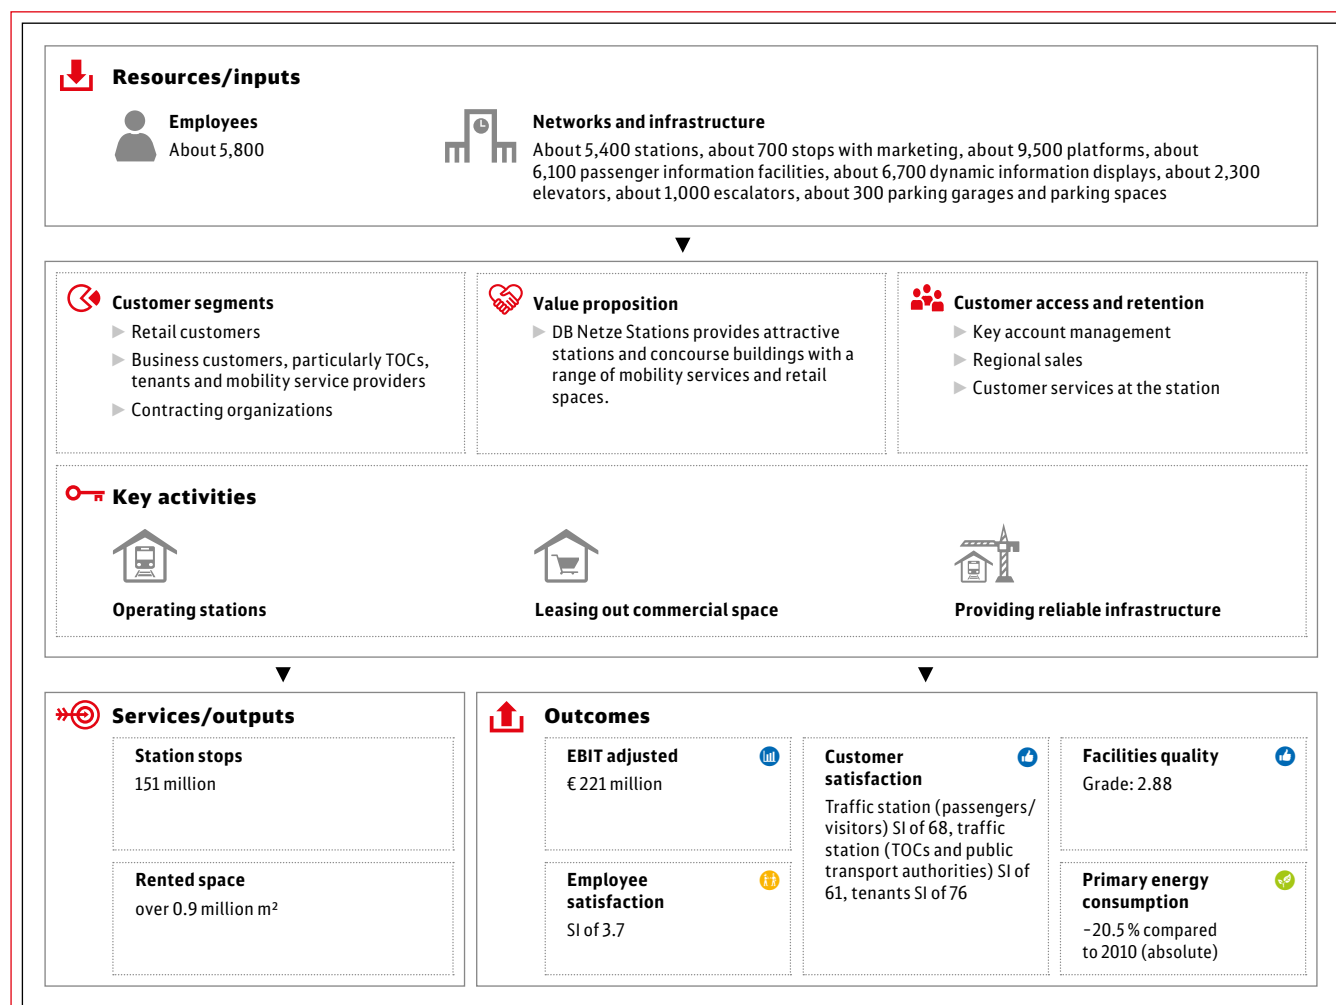 Resources/inputs
Employees
About 5,800
Networks and infrastructure
About 5,400 stations, about 700 stops with marketing, about 9,500 platforms, about
6,100 passenger information facilities, about 6,700 dynamic information displays, about 2,300
elevators, about 1,000 escalators, about 300 parking garages and parking spaces
Customer segments
Retail customers
Business customers, particularly TOCs,
tenants and mobility service providers
Contracting organizations
Value proposition
DB Netze Stations provides attractive
stations and concourse buildings with a
range of mobility services and retail
spaces.
Customer access and retention
Key account management
Regional sales
Customer services at the station
Key activities
Operating stations
Leasing out commercial space
Providing reliable infrastructure
Services/outputs
Station stops
151 million
Rented space
over 0.9 million m²
Outcomes
EBIT adjusted
€ 221 million
Employee
satisfaction
SI of 3.7
Customer
satisfaction
Traffic station (passengers/
visitors) SI of 68, traffic
station (TOCs and public
transport authorities) SI of
61, tenants SI of 76
Facilities quality
Grade: 2.88
Primary energy
consumption
–20.5 % compared
to 2010 (absolute)